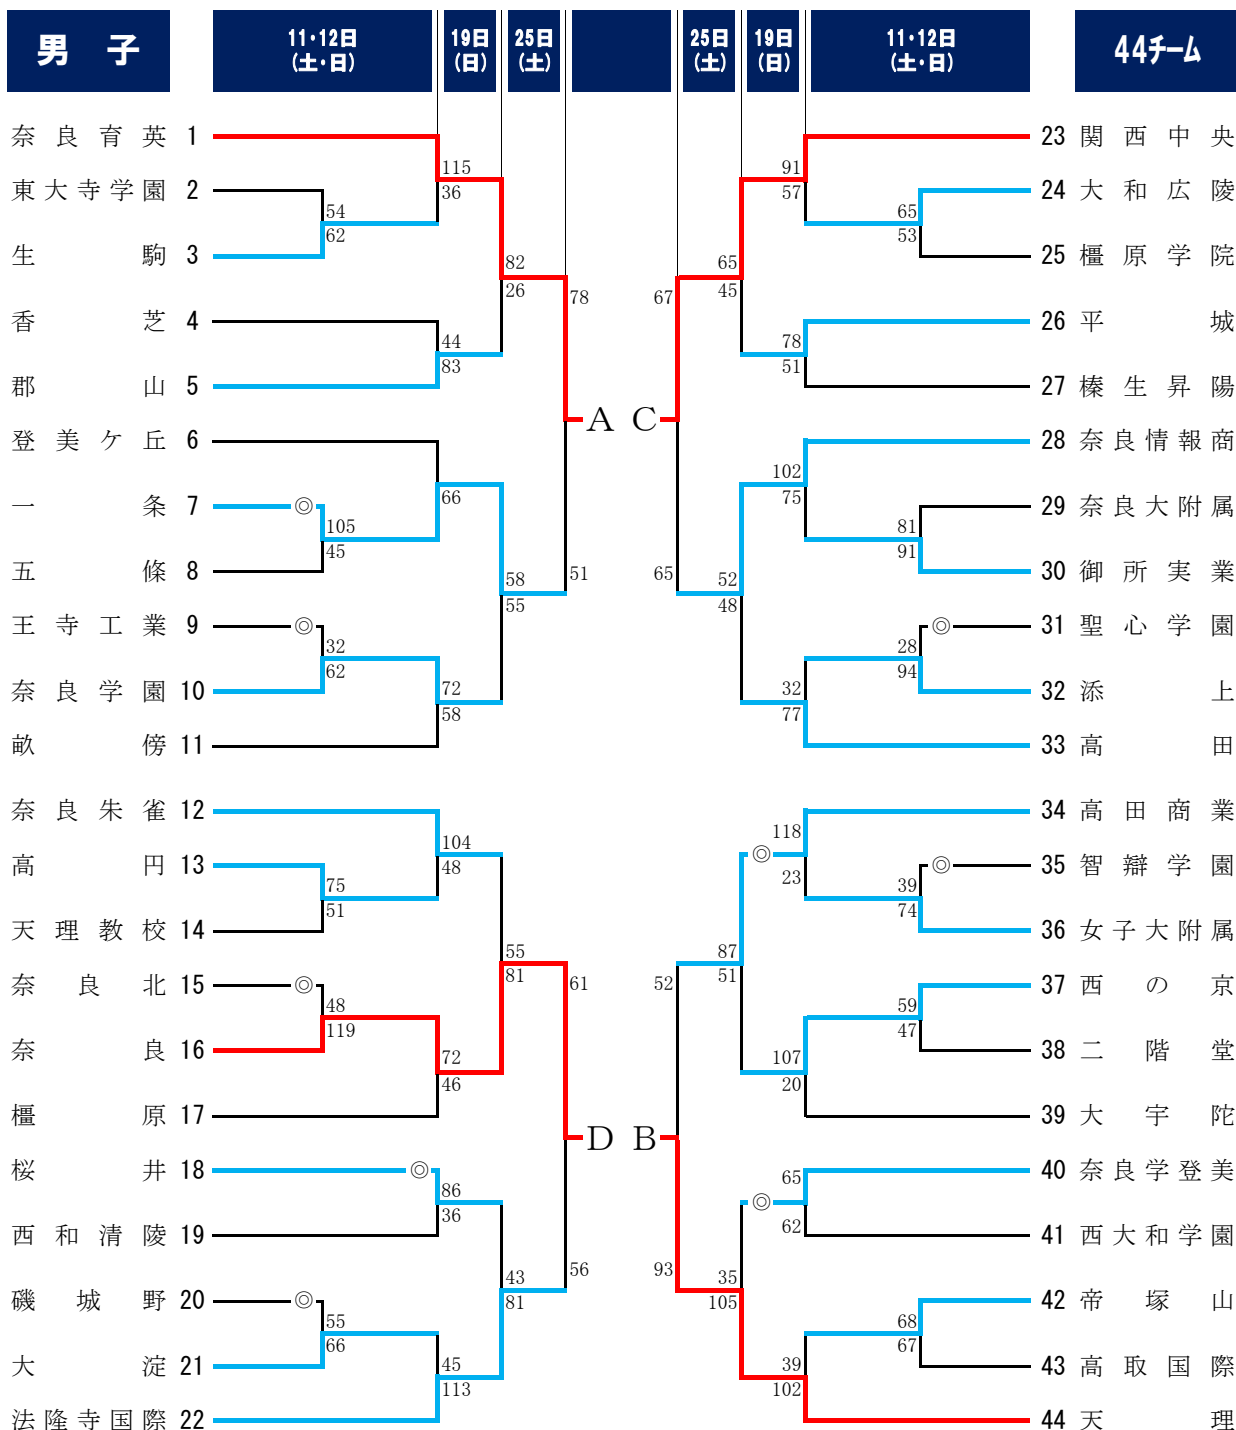 男子
11・12日
(土・日)
19日
(日)
25日
(土)
25日
(土)
19日
(日)
11・12日
(土・日)
44チーム
奈良育英 1
115
36
東大寺学園 2
54
62
生駒 3
82
26
香芝 4
44
83
郡山 5
78
A
登美ケ丘 6
66
一条 7 ◎
105
45
五條 8
58
55
51
王寺工業 9 ◎
32
62
奈良学園 10
72
58
畝傍 11
奈良朱雀 12
104
48
高円 13
75
51
天理教校 14
55
81
奈良北 15 ◎
48
119
奈良 16
72
46
橿原 17
61
D
桜井 18 ◎
86
36
西和清陵 19
43
81
56
磯城野 20 ◎
55
66
大淀 21
45
113
法隆寺国際 22
23 関西中央
91
57
24 大和広陵
65
53
25 橿原学院
65
45
26 平城
78
51
27 榛生昇陽
67
C
28 奈良情報商
102
75
29 奈良大附属
81
91
30 御所実業
52
48
65
31 聖心学園
◎
28
94
32 添上
32
77
33 高田
34 高田商業
118
◎
23
35 智辯学園
◎
39
74
36 女子大附属
87
51
52
37 西の京
59
47
38 二階堂
107
20
39 大宇陀
B
40 奈良学登美
65
◎
62
41 西大和学園
93
35
105
42 帝塚山
68
67
43 高取国際
39
102
44 天理